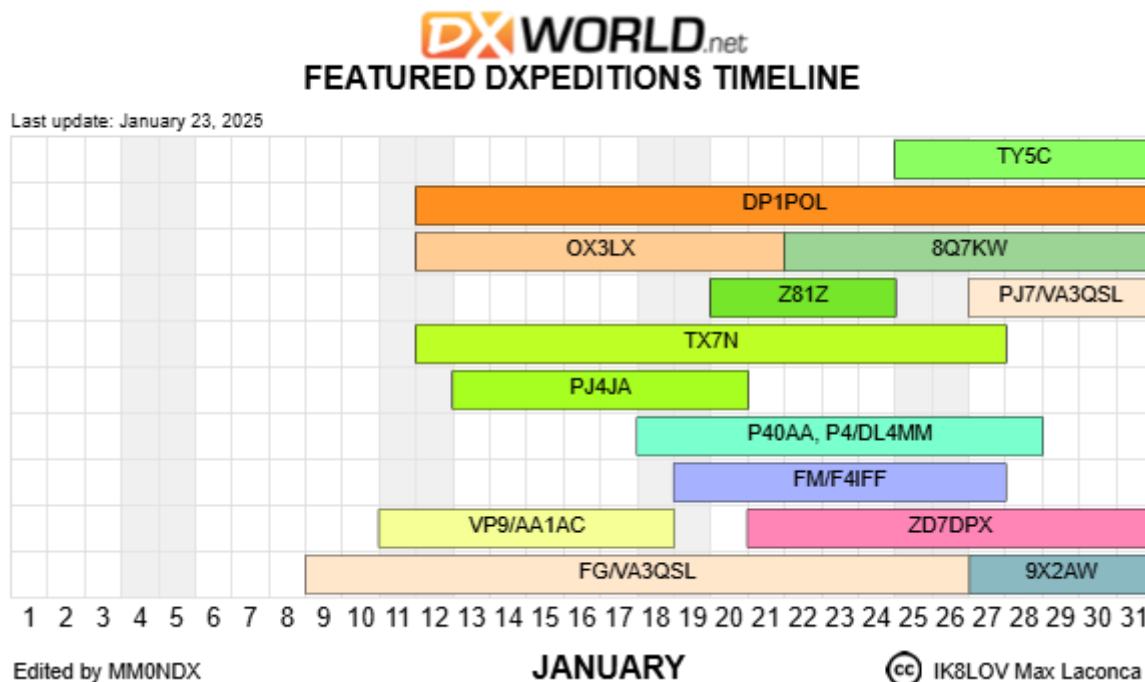 DX WORLD.net
FEATURED DXPEDITIONS TIMELINE
Last update: January 23, 2025
TY5C
DP1POL
OX3LX 8Q7KW
Z81Z PJ7/VA3QSL
TX7N
PJ4JA
P40AA, P4/DL4MM
FM/F4IFF
VP9/AA1AC ZD7DPX
FG/VA3QSL 9X2AW
1 2 3 4 5 6 7 8 9 10 11 12 13 14 15 16 17 18 19 20 21 22 23 24 25 26 27 28 29 30 31
Edited by MM0NDX JANUARY cc IK8LOV Max Laconca